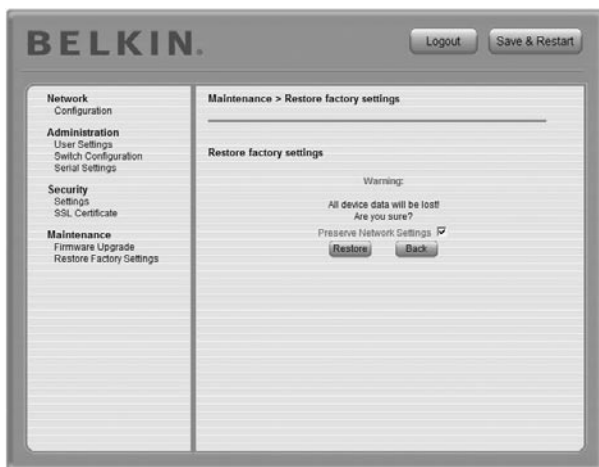 BELKIN.
Logout
Save & Restart
Network
Configuration
Administration
User Settings
Switch Configuration
Serial Settings
Security
Settings
SSL Certificate
Maintenance
Firmware Upgrade
Restore Factory Settings
Maintenance > Restore factory settings
Restore factory settings
Warning:
All device data will be lost!
Are you sure?
Preserve Network Settings
Restore
Back